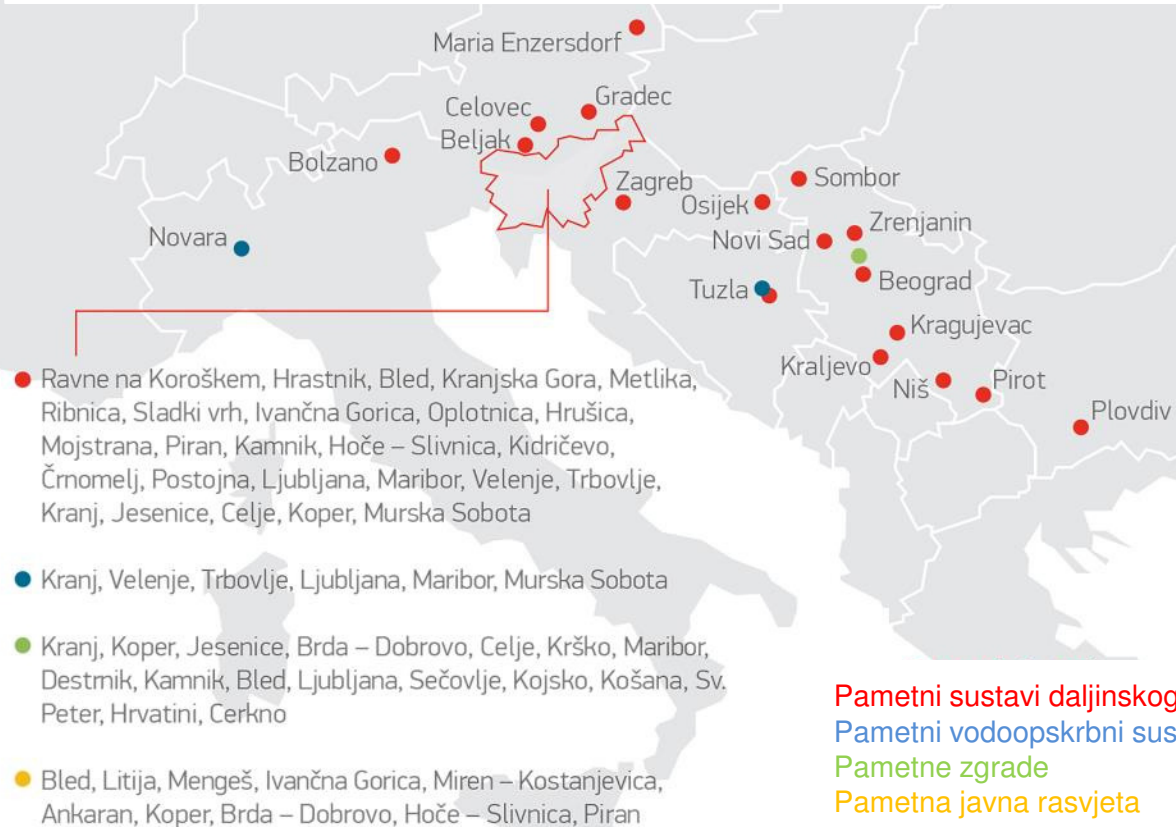 Maria Enzersdorf
Celovec
Gradec
Beljak
Bolzano
Zagreb
Sombor
Osijek
Zrenjanin
Novi Sad
Novara
Beograd
Tuzla
Kragujevac
Kraljevo
Niš
Pirot
Plovdiv
Ravne na Koroškem, Hrastnik, Bled, Kranjska Gora, Metlika,
Ribnica, Sladki vrh, Ivančna Gorica, Oplotnica, Hrušica,
Mojstrana, Piran, Kamnik, Hoče – Slivnica, Kidričevo,
Črnomelj, Postojna, Ljubljana, Maribor, Velenje, Trbovlje,
Kranj, Jesenice, Celje, Koper, Murska Sobota
Kranj, Velenje, Trbovlje, Ljubljana, Maribor, Murska Sobota
Kranj, Koper, Jesenice, Brda – Dobrovo, Celje, Krško, Maribor,
Destrnik, Kamnik, Bled, Ljubljana, Sečovlje, Kojsko, Košana, Sv.
Peter, Hrvatini, Cerkno
Bled, Litija, Mengeš, Ivančna Gorica, Miren – Kostanjevica,
Ankaran, Koper, Brda – Dobrovo, Hoče – Slivnica, Piran
Pametni sustavi daljinskog
Pametni vodoopskrbni sus
Pametne zgrade
Pametna javna rasvjeta